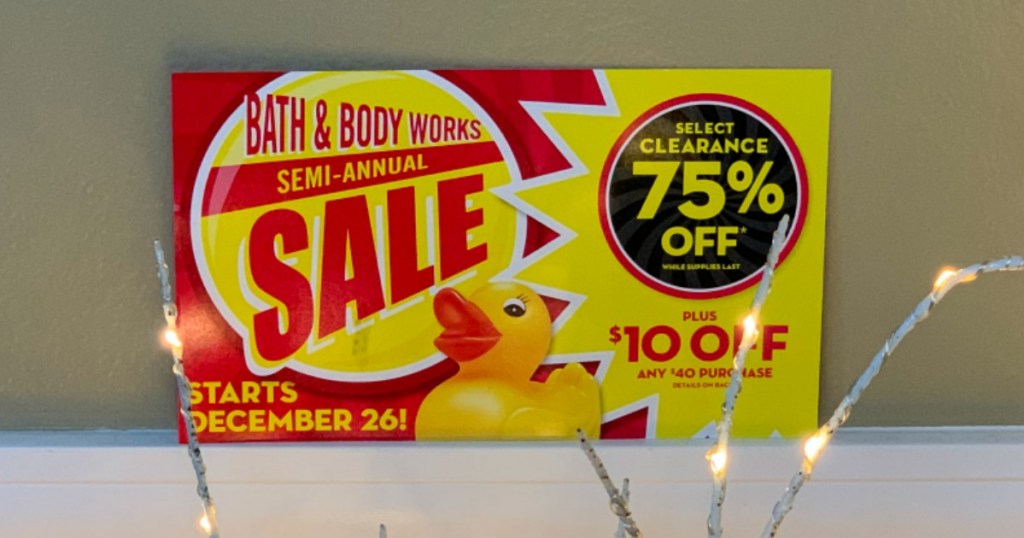 BATH & BODY WORKS
SEMI-ANNUAL
SALE
STARTS
DECEMBER 26!
SELECT
CLEARANCE
75%
OFF*
WHILE SUPPLIES LAST
PLUS
$10 OFF
ANY $40 PURCHASE
DETAILS ON BACK